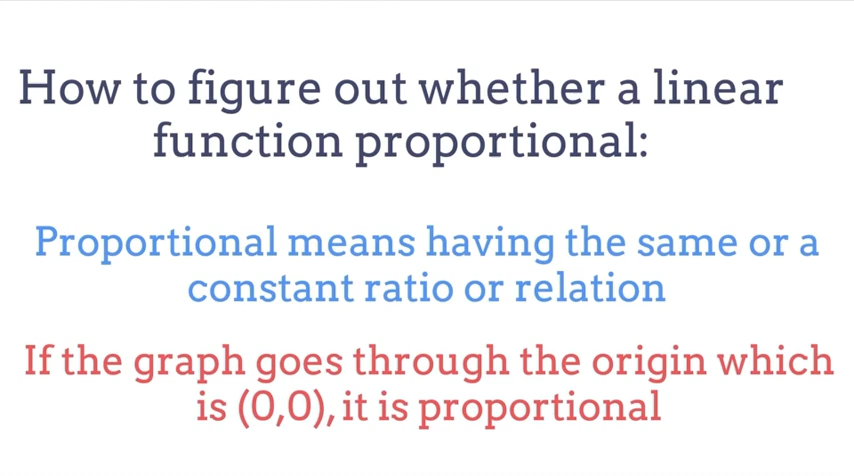 How to figure out whether a linear
function proportional:
Proportional means having the same or a
constant ratio or relation
If the graph goes through the origin which
is (0,0), it is proportional